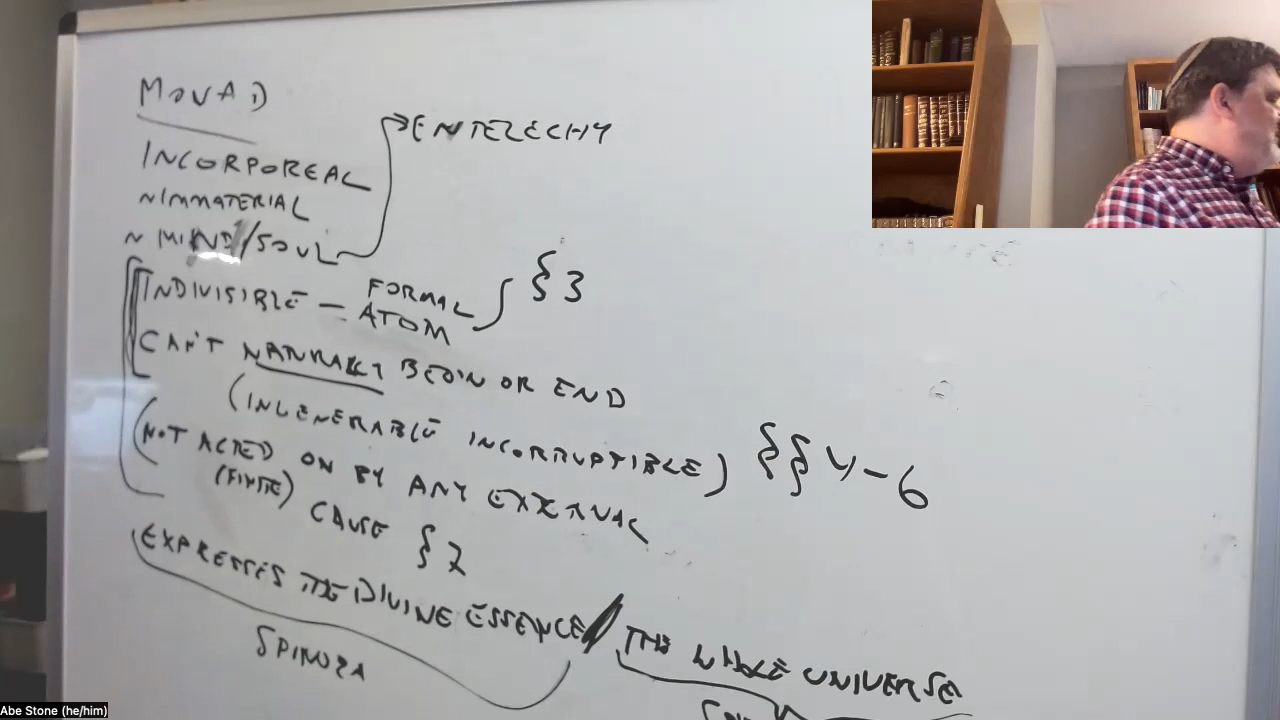 MONAD
ENTELECHY
INCORPOREAL
~IMMATERIAL
~ MIND/SOUL
INDIVISIBLE — FORMAL ATOM § 3
CAN'T NATURALLY BEGIN OR END
(INGENERABLE INCORRUPTIBLE) §§ 4-6
(NOT ACTED ON BY ANY EXTERNAL
(FINITE) CAUSE § 7
EXPRESSES THE DIVINE ESSENCE / THE WHOLE UNIVERSE
SPINOZA
Abe Stone (he/him)